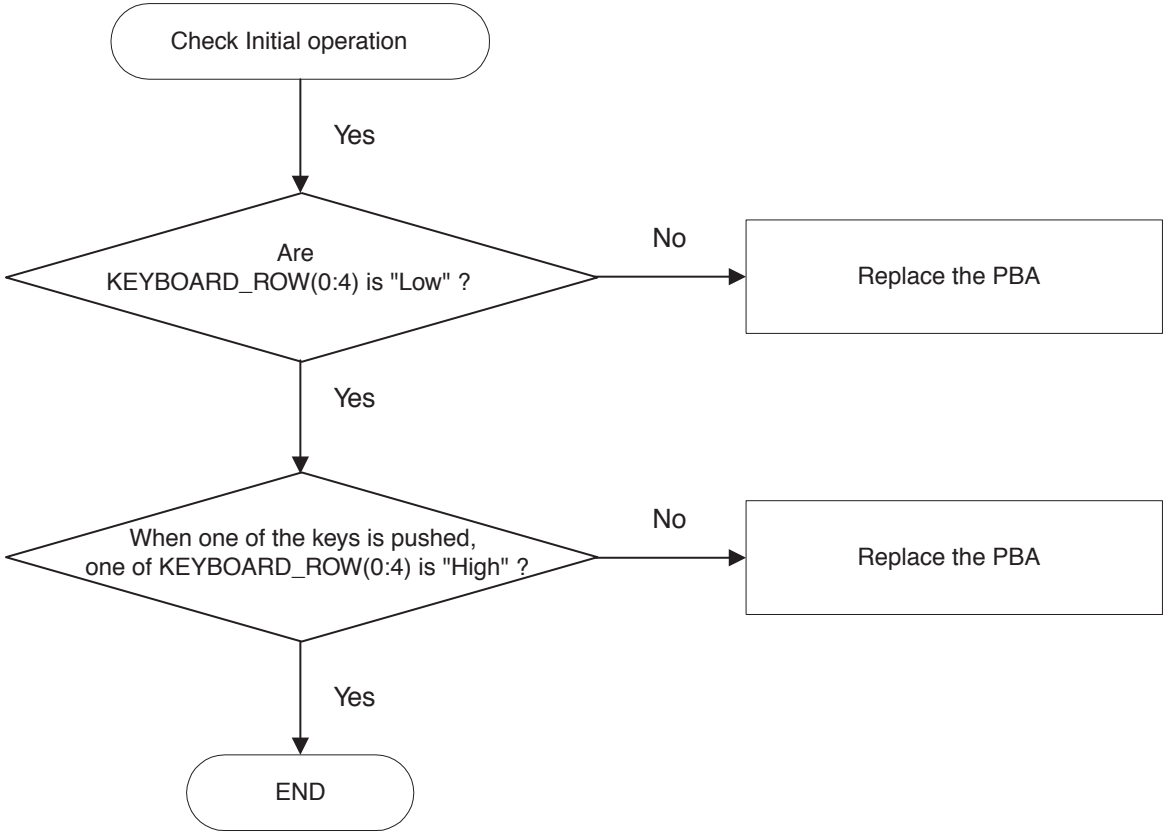 Check Initial operation
Yes
Are
KEYBOARD_ROW(0:4) is "Low" ?
No
Replace the PBA
Yes
When one of the keys is pushed,
one of KEYBOARD_ROW(0:4) is "High" ?
No
Replace the PBA
Yes
END